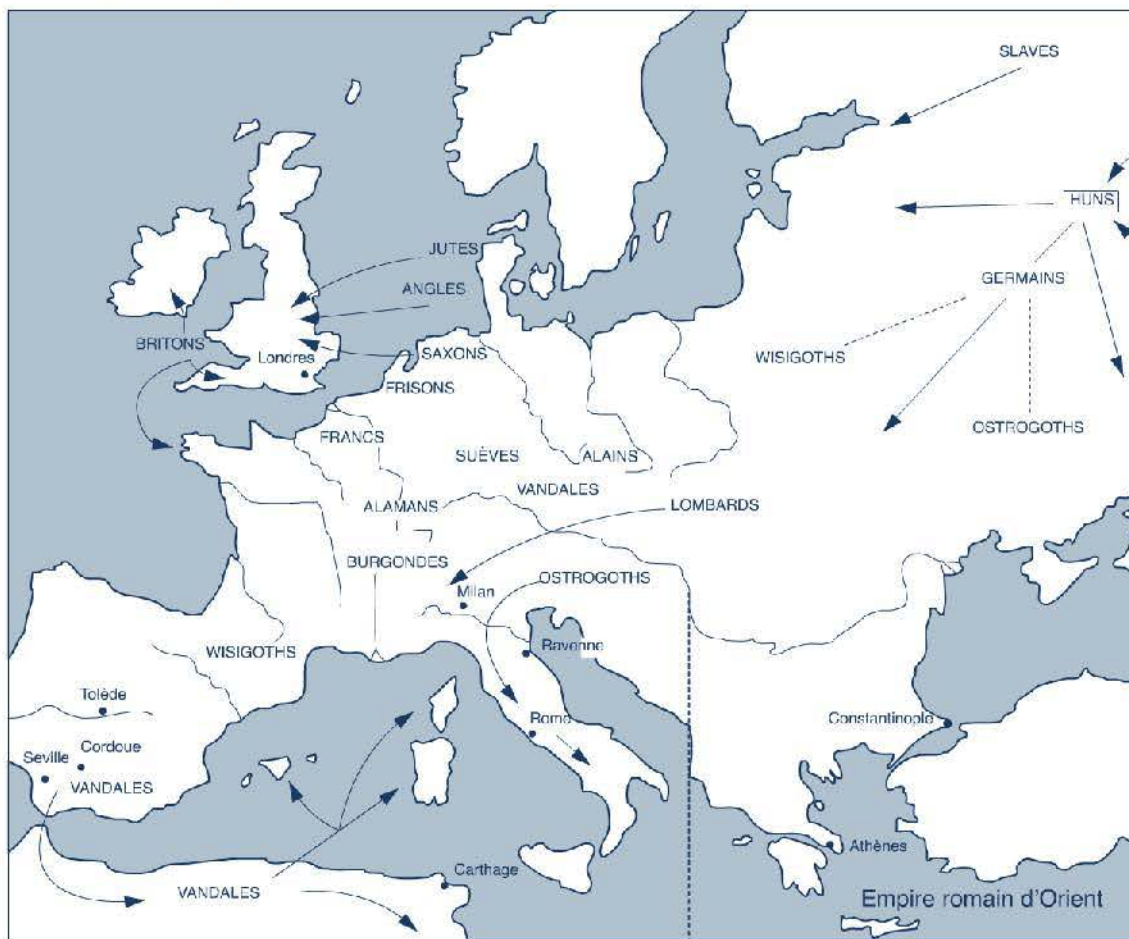 SLAVES
HUNS
JUTES
GERMAINS
ANGLES
BRITONS
Londres
SAXONS
WISIGOTHS
FRISONS
OSTROGOTHS
FRANCS
SUÈVES
ALAINS
VANDALES
ALAMANS
LOMBARDS
BURGONDES
OSTROGOTHS
Milan
WISIGOTHS
Ravenne
Tolède
Rome
Constantinople
Cordoue
Seville
VANDALES
Athènes
Carthage
VANDALES
Empire romain d'Orient